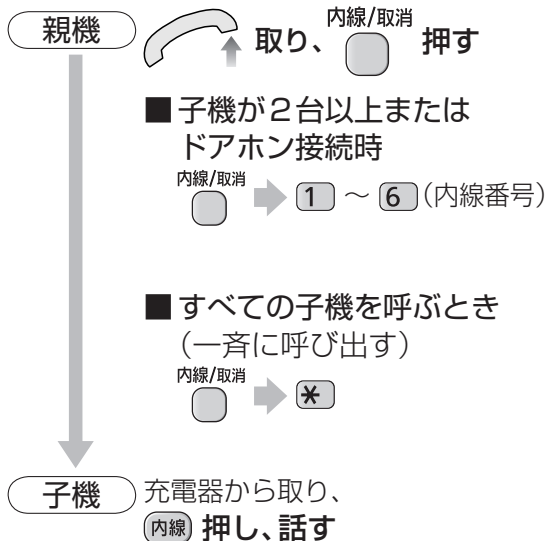 内線/取消
親機 取り、 押す
■子機が2台以上または
ドアホン接続時
内線/取消
1 〜 6 (内線番号)
■すべての子機を呼ぶとき
(一斉に呼び出す)
内線/取消
＊
子機 充電器から取り、
内線 押し、話す